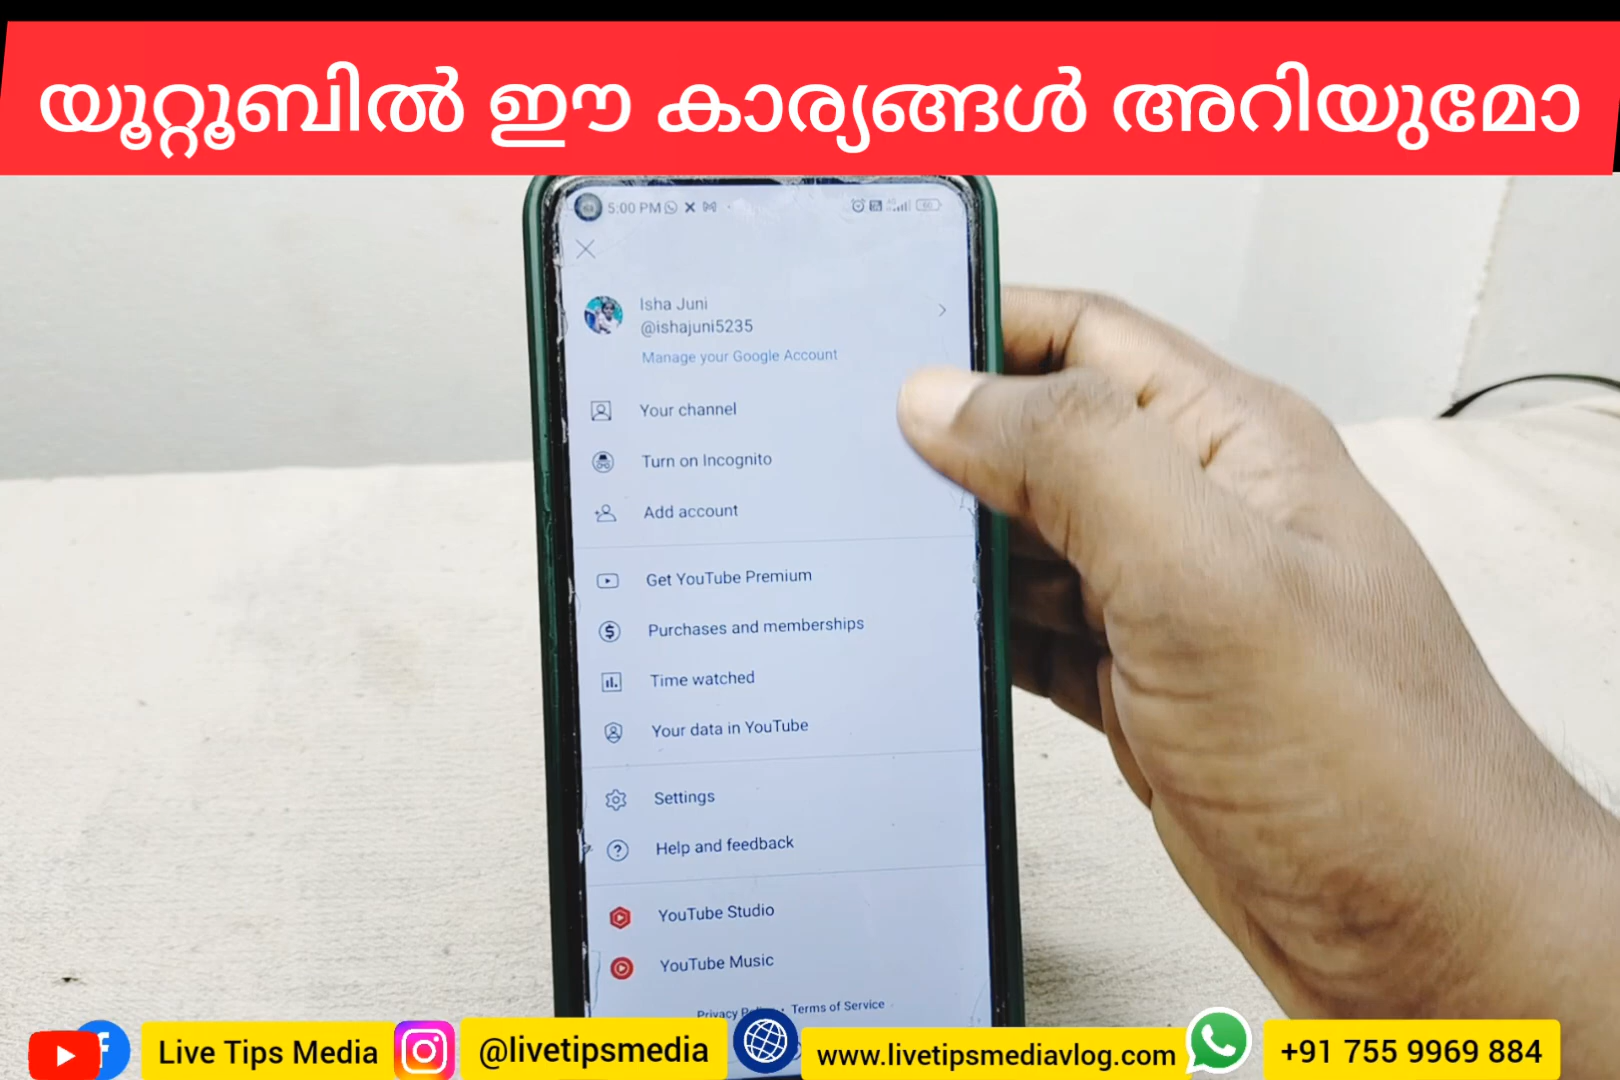 യൂറ്റൂബിൽ ഈ കാര്യങ്ങൾ അറിയുമോ
5:00 PM
Isha Juni
@ishajuni5235
Manage your Google Account
Your channel
Turn on Incognito
Add account
Get YouTube Premium
Purchases and memberships
Time watched
Your data in YouTube
Settings
Help and feedback
YouTube Studio
YouTube Music
Privacy • Terms of Service
Live Tips Media @livetipsmedia www.livetipsmediavlog.com +91 755 9969 884